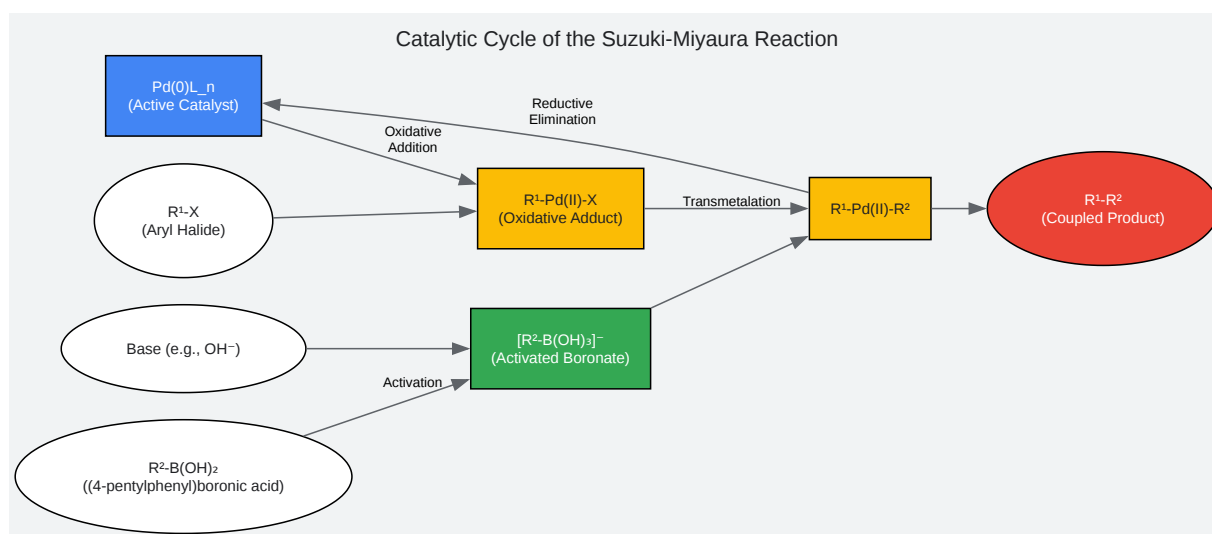 Catalytic Cycle of the Suzuki-Miyaura Reaction
Pd(0)L_n
(Active Catalyst)
Reductive
Elimination
Oxidative
Addition
R¹-X
(Aryl Halide)
R¹-Pd(II)-X
(Oxidative Adduct)
Transmetalation
R¹-Pd(II)-R²
R¹-R²
(Coupled Product)
Base (e.g., OH⁻)
[R²-B(OH)₃]⁻
(Activated Boronate)
Activation
R²-B(OH)₂
((4-pentylphenyl)boronic acid)